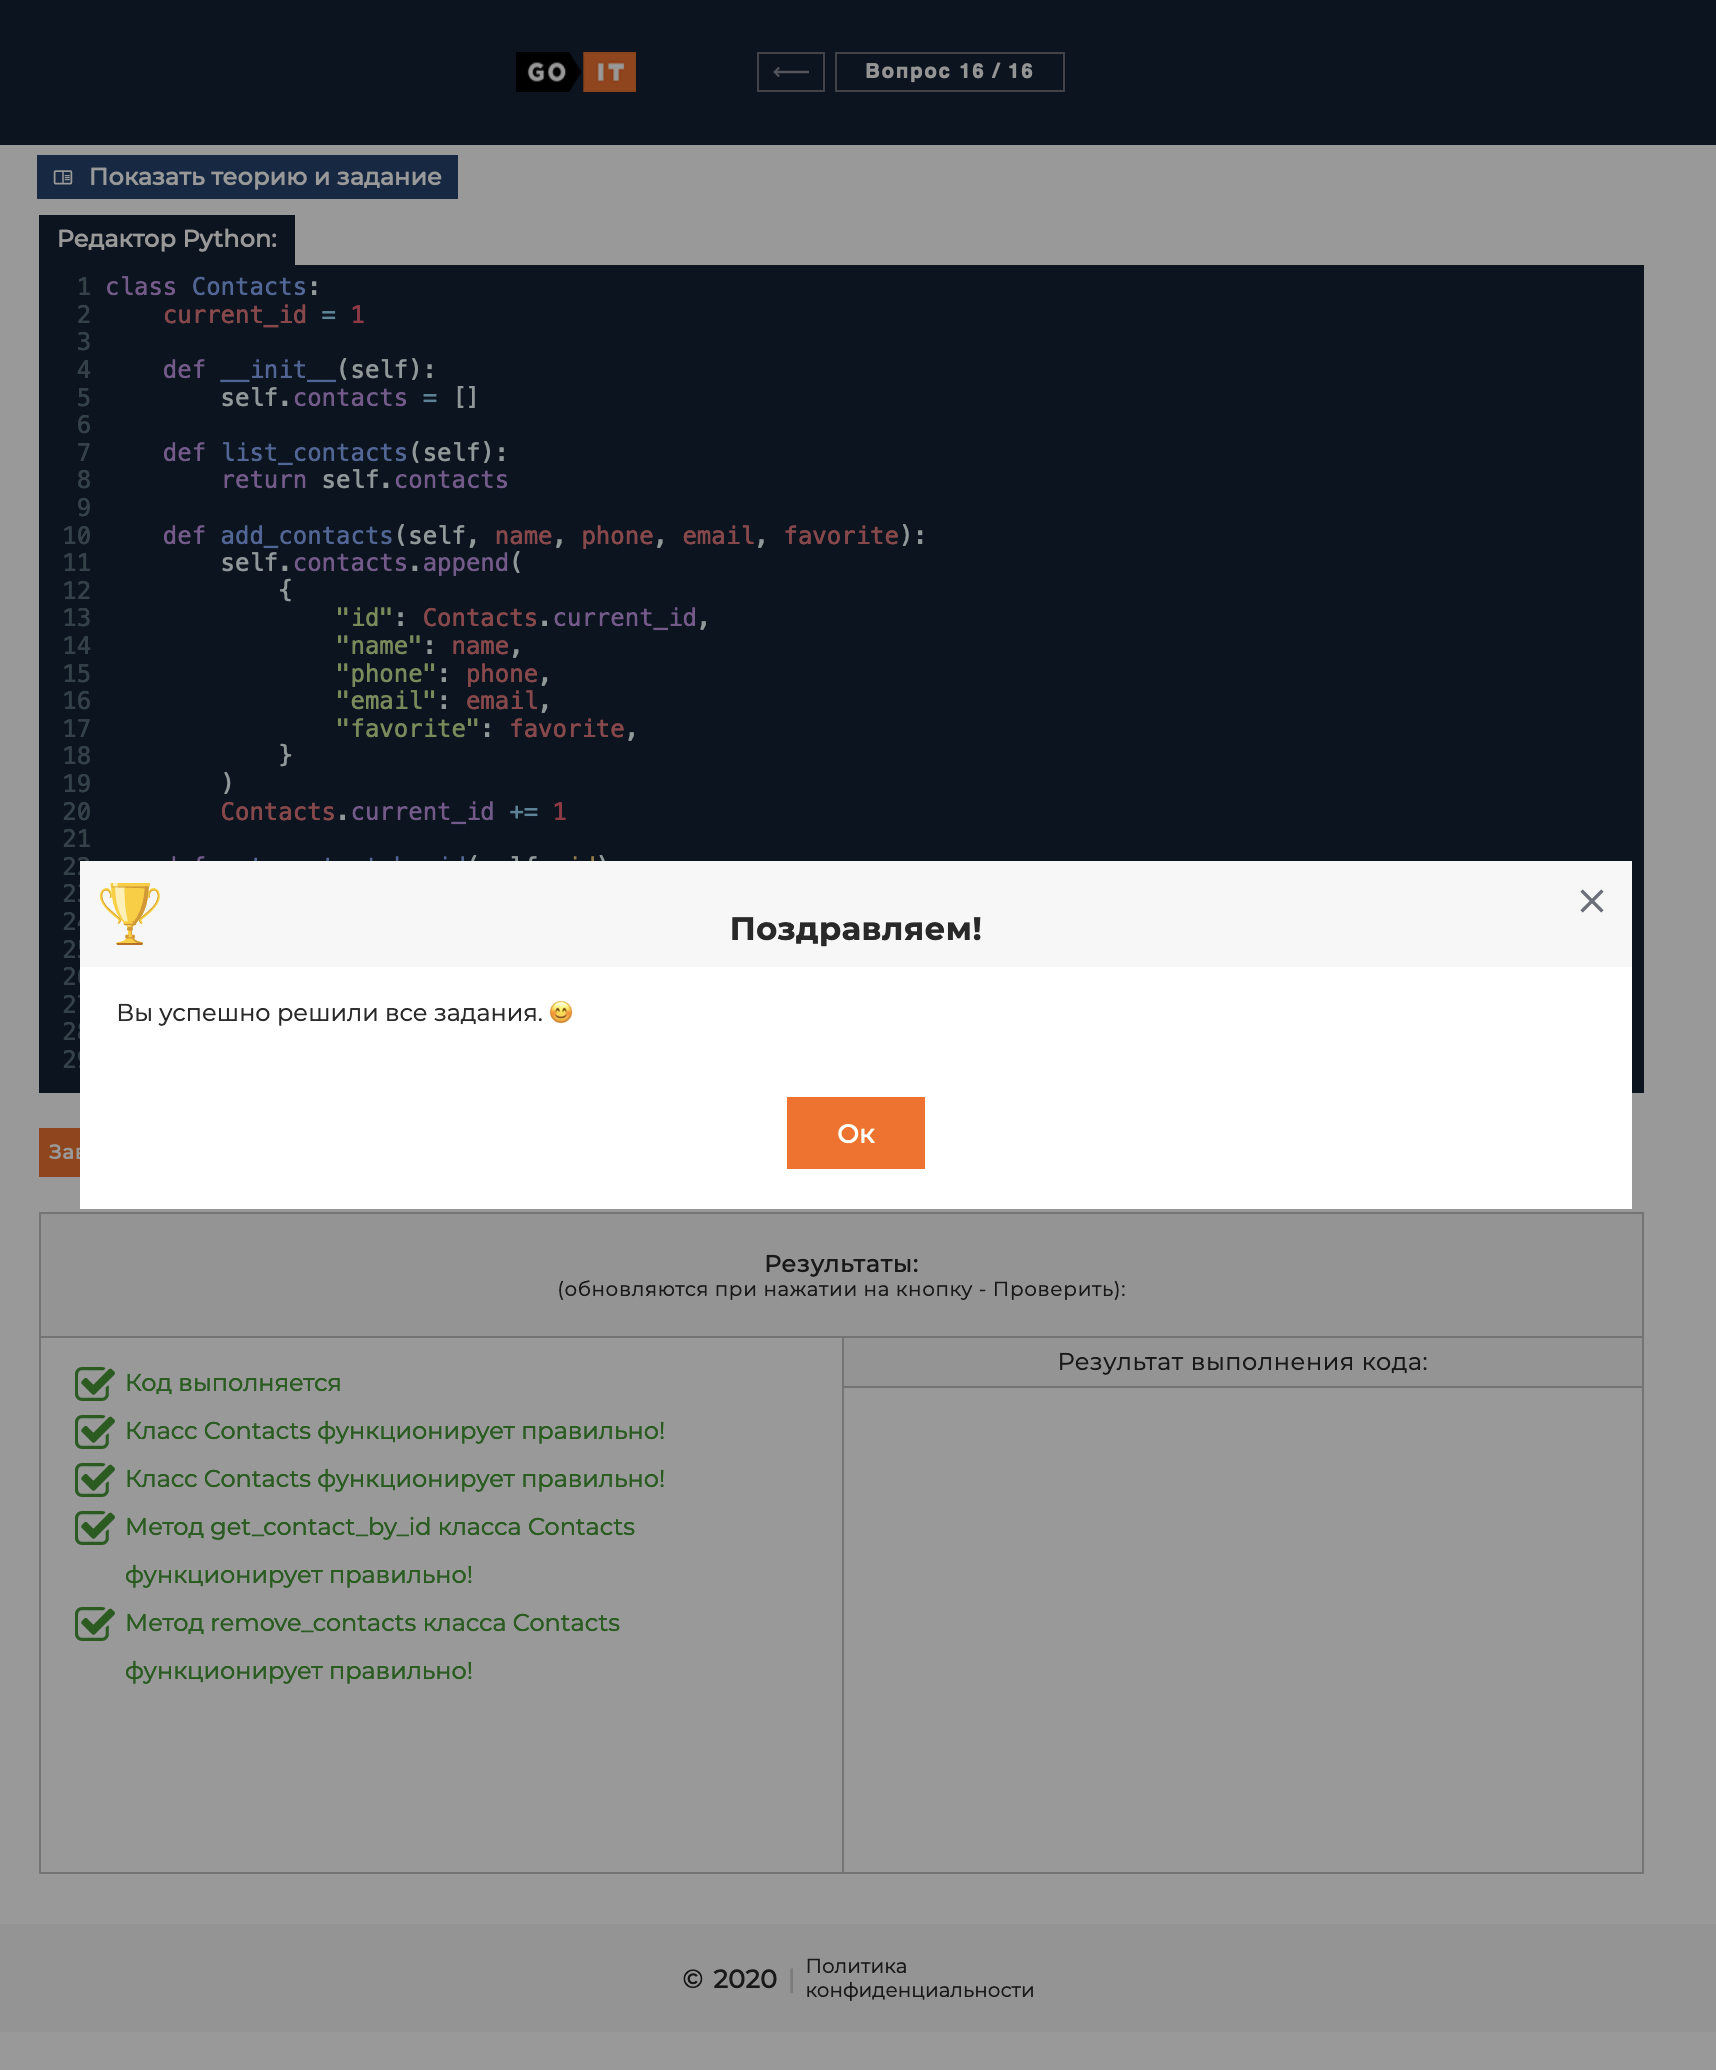 GO IT
Вопрос 16 / 16
Показать теорию и задание
Редактор Python:
1 class Contacts:
2     current_id = 1
3
4     def __init__(self):
5         self.contacts = []
6
7     def list_contacts(self):
8         return self.contacts
9
10     def add_contacts(self, name, phone, email, favorite):
11         self.contacts.append(
12             {
13                 "id": Contacts.current_id,
14                 "name": name,
15                 "phone": phone,
16                 "email": email,
17                 "favorite": favorite,
18             }
19         )
20         Contacts.current_id += 1
21
Поздравляем!
Вы успешно решили все задания. 😊
Ок
Результаты:
(обновляются при нажатии на кнопку - Проверить):
Код выполняется
Класс Contacts функционирует правильно!
Класс Contacts функционирует правильно!
Метод get_contact_by_id класса Contacts
функционирует правильно!
Метод remove_contacts класса Contacts
функционирует правильно!
Результат выполнения кода:
© 2020
Политика
конфиденциальности